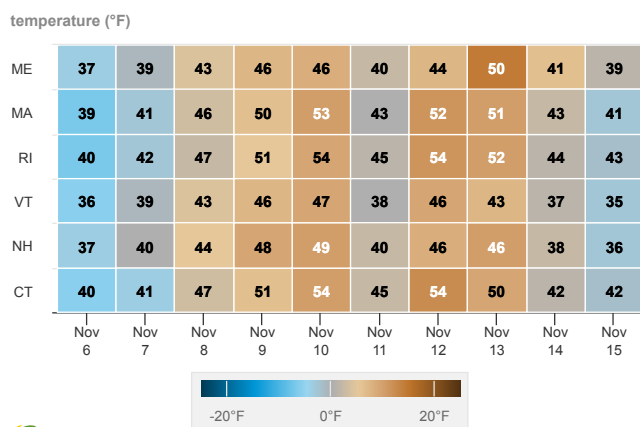 temperature (°F)
ME 37 39 43 46 46 40 44 50 41 39
MA 39 41 46 50 53 43 52 51 43 41
RI 40 42 47 51 54 45 54 52 44 43
VT 36 39 43 46 47 38 46 43 37 35
NH 37 40 44 48 49 40 46 46 38 36
CT 40 41 47 51 54 45 54 50 42 42
Nov Nov Nov Nov Nov Nov Nov Nov Nov Nov
6 7 8 9 10 11 12 13 14 15
-20°F 0°F 20°F